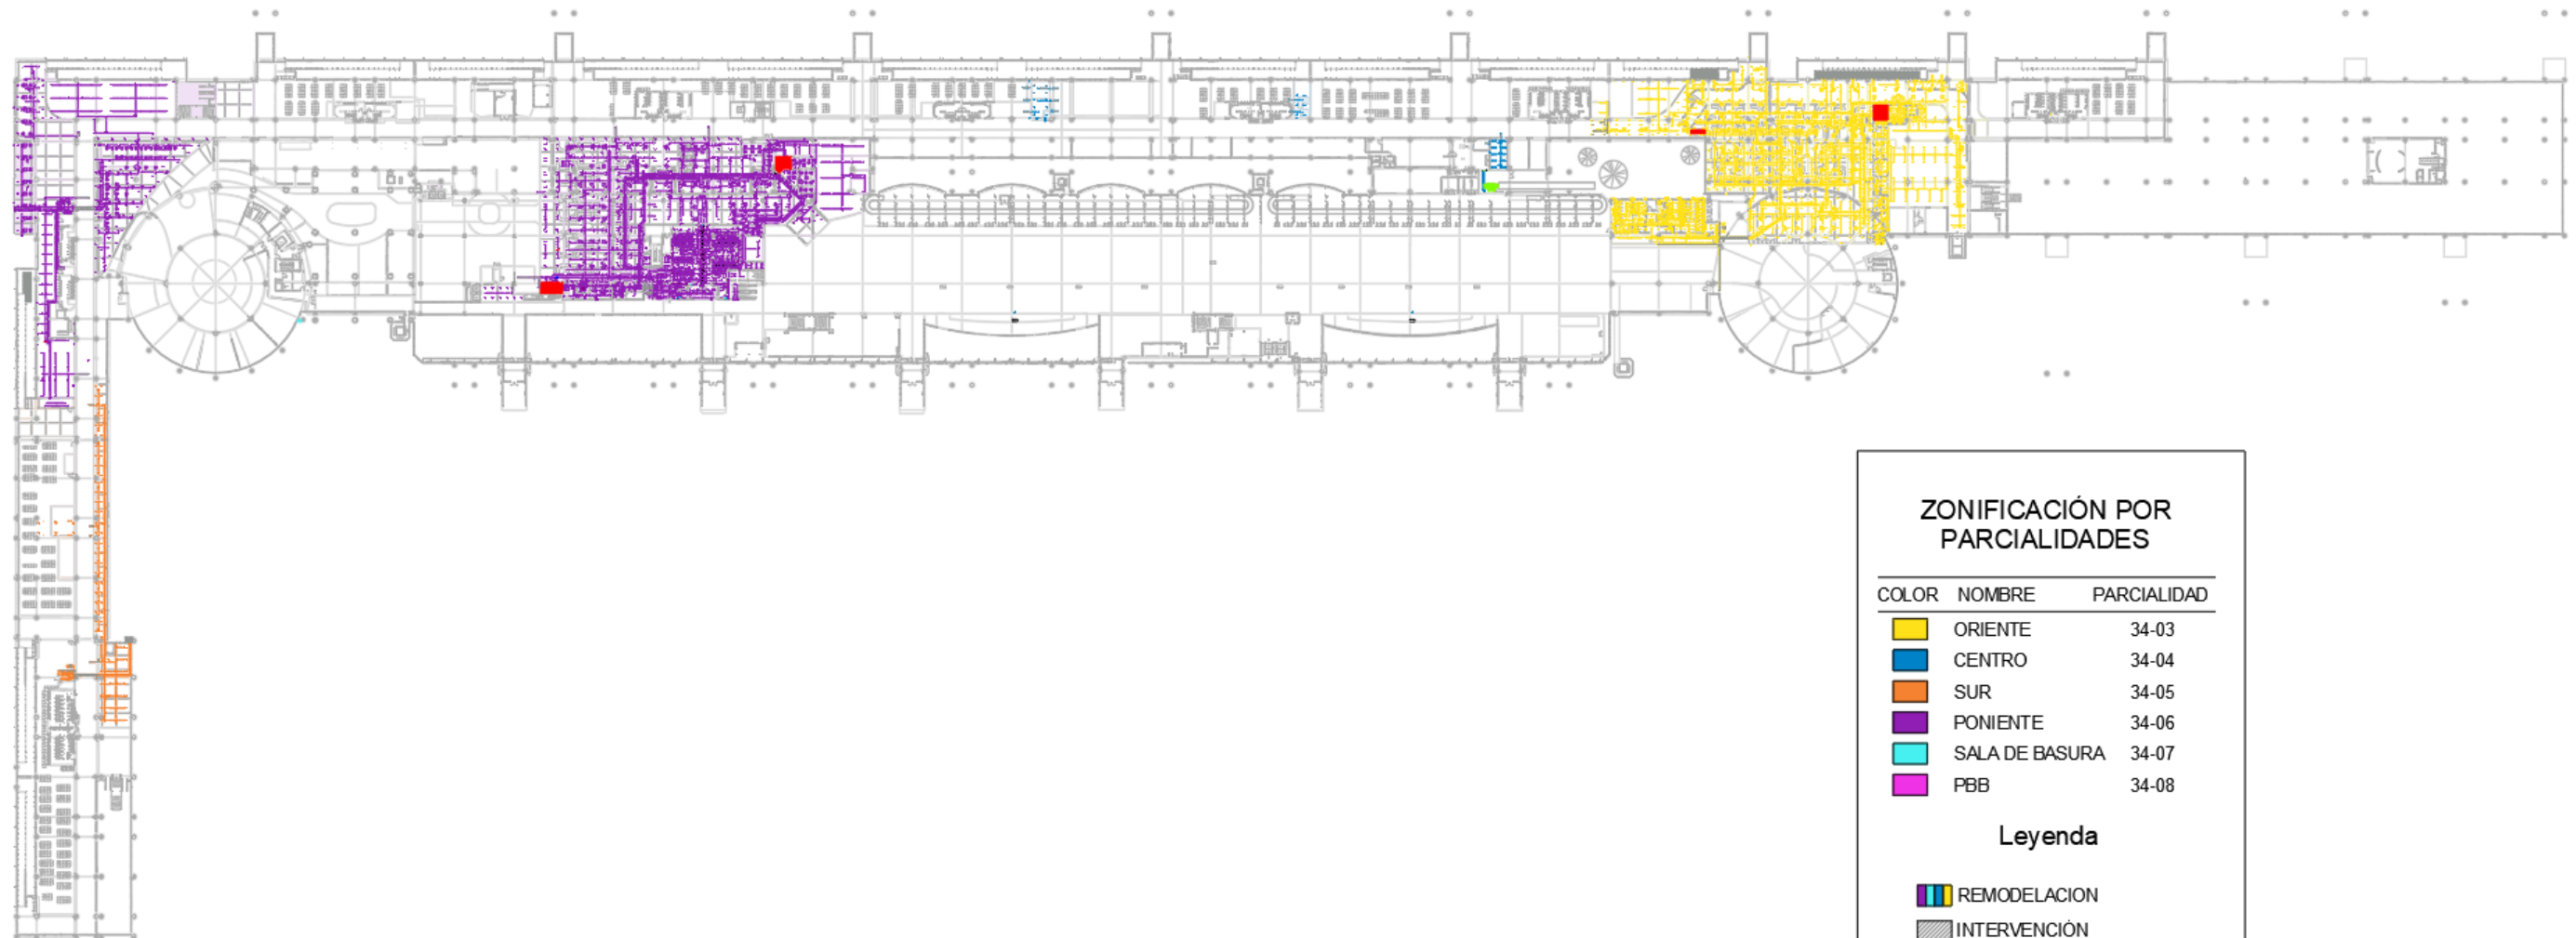 ZONIFICACIÓN POR
PARCIALIDADES
COLOR NOMBRE PARCIALIDAD
ORIENTE 34-03
CENTRO 34-04
SUR 34-05
PONIENTE 34-06
SALA DE BASURA 34-07
PBB 34-08
Leyenda
REMODELACION
INTERVENCIÓN